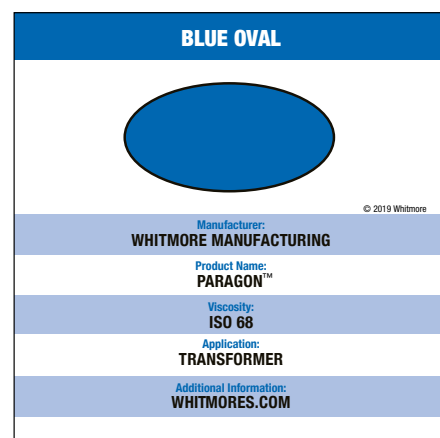 BLUE OVAL
© 2019 Whitmore
Manufacturer:
WHITMORE MANUFACTURING
Product Name:
PARAGON™
Viscosity:
ISO 68
Application:
TRANSFORMER
Additional Information:
WHITMORES.COM